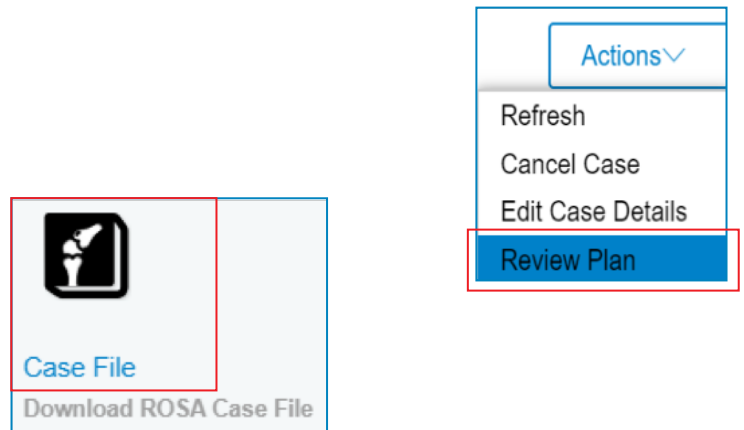 Actions
Refresh
Cancel Case
Edit Case Details
Review Plan
Case File
Download ROSA Case File